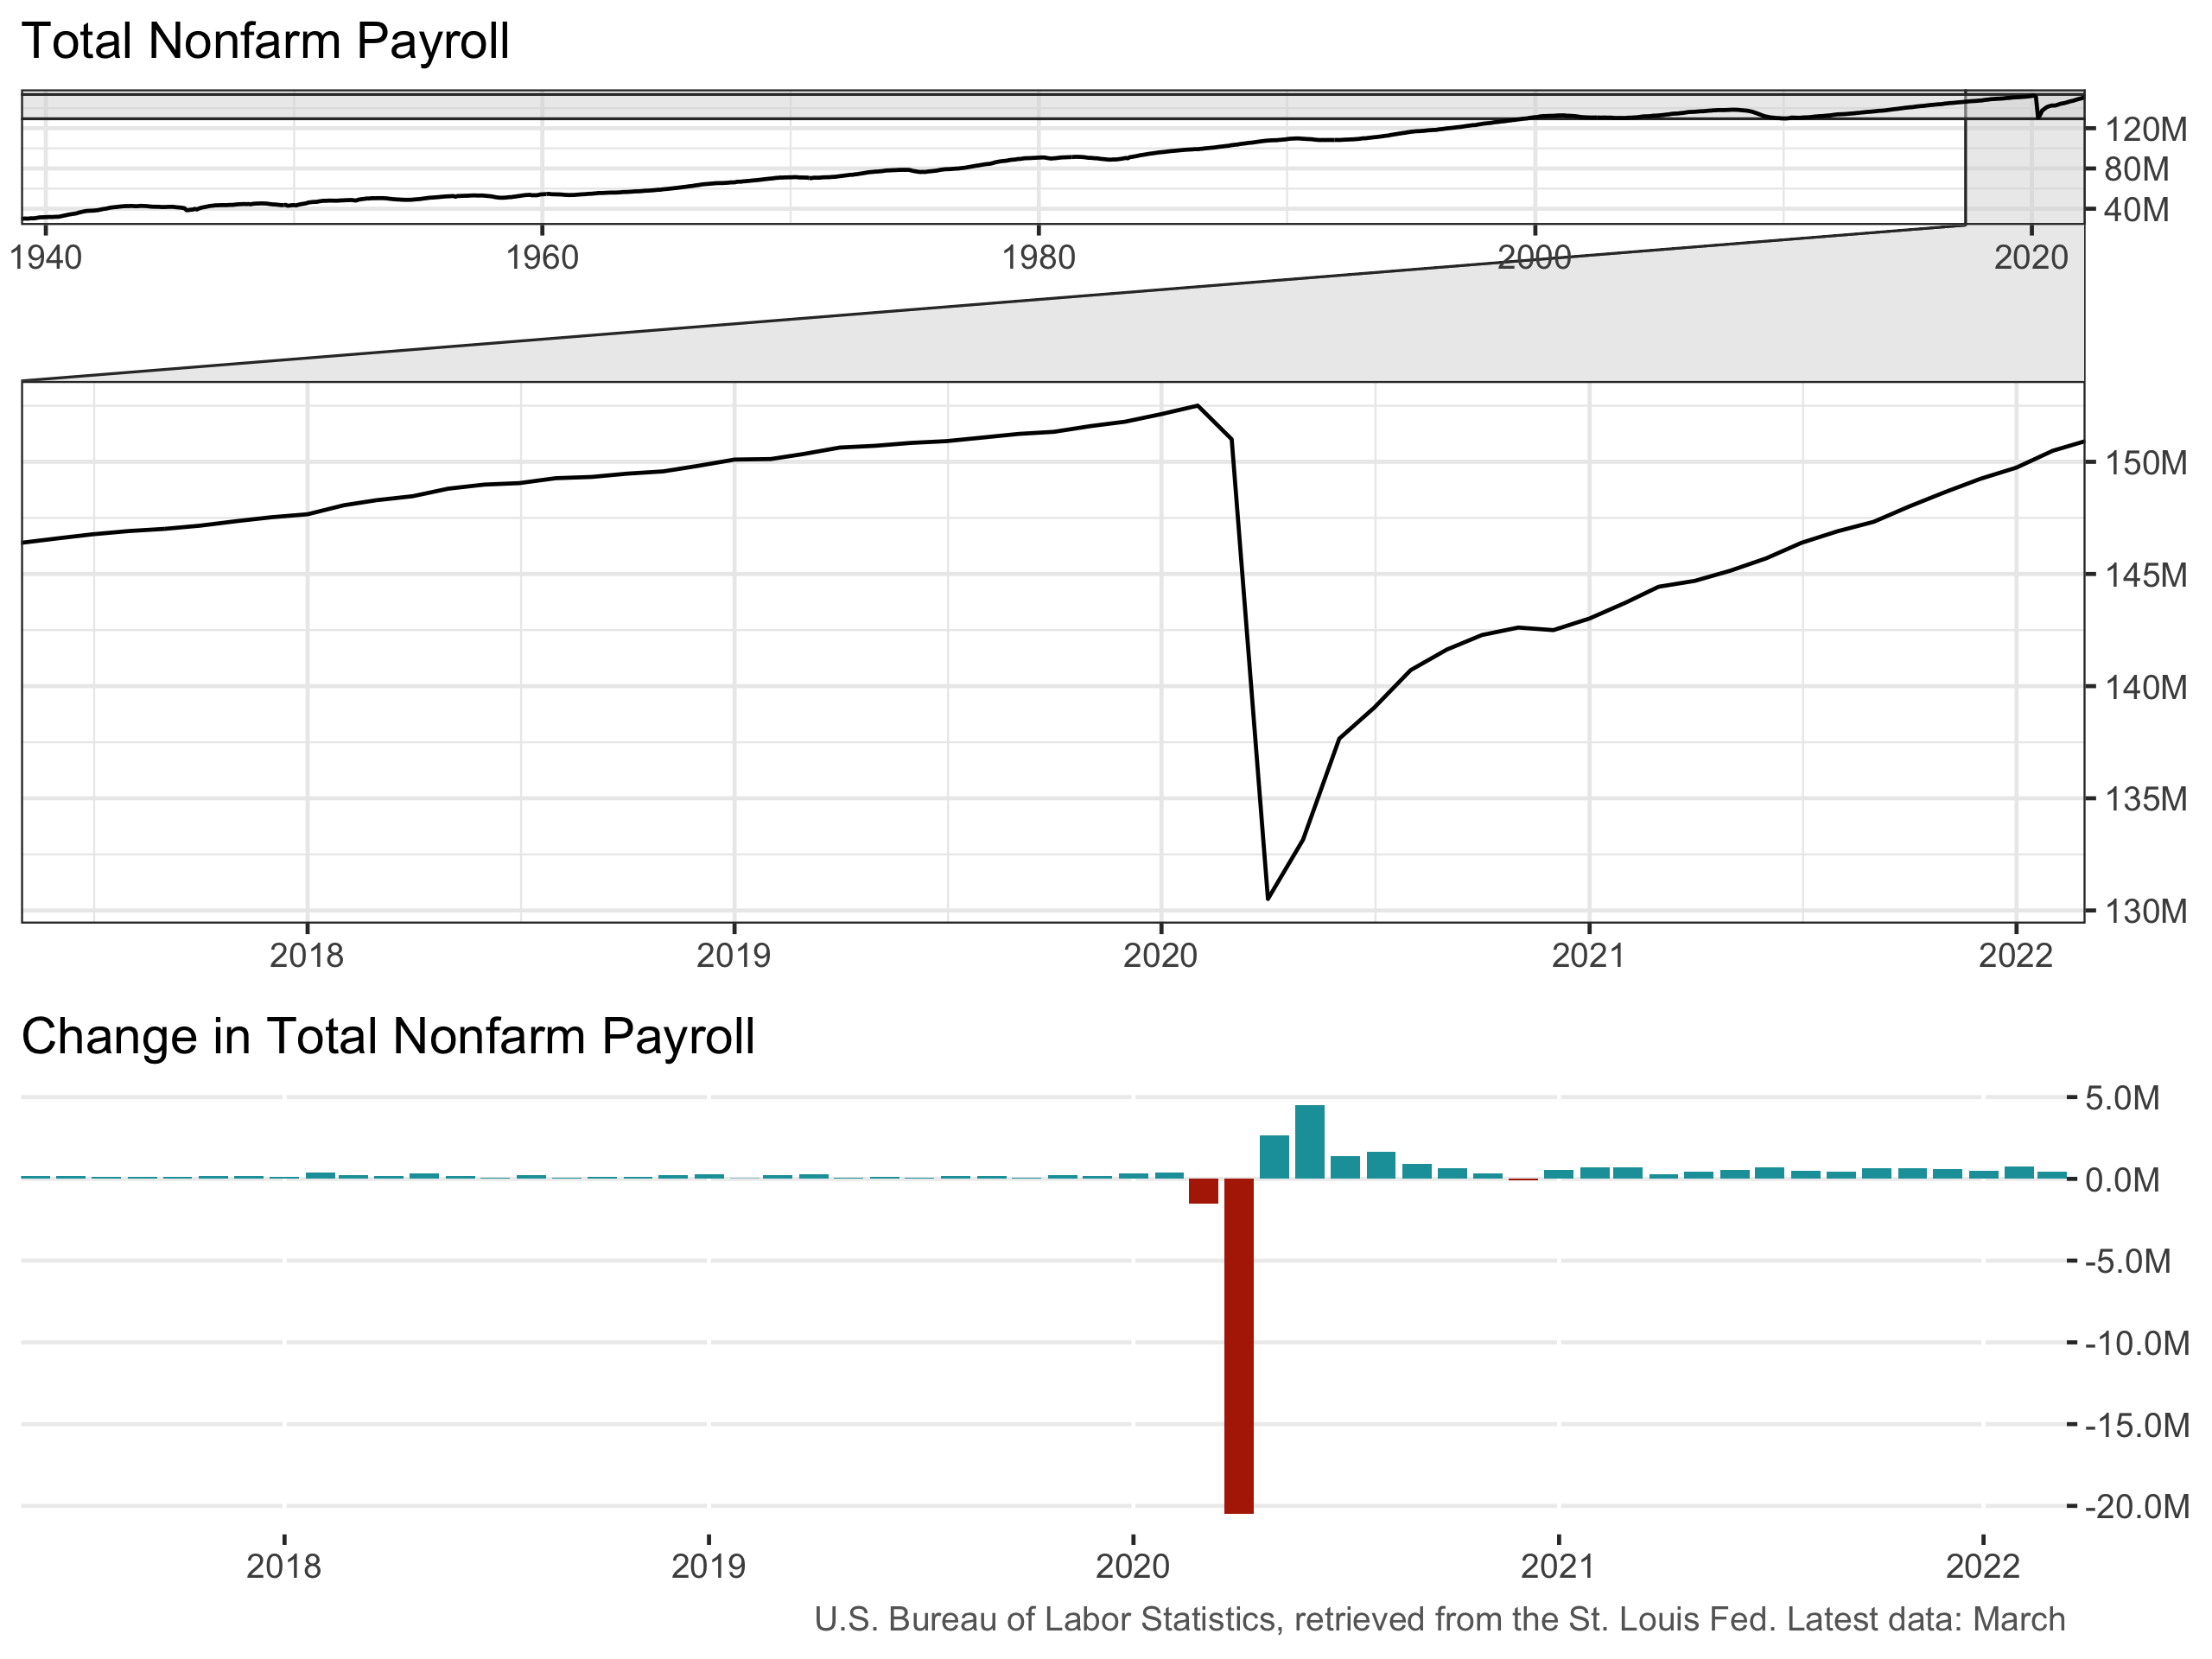 Total Nonfarm Payroll
120M
80M
40M
1940 1960 1980 2000 2020
150M
145M
140M
135M
130M
2018 2019 2020 2021 2022
Change in Total Nonfarm Payroll
5.0M
0.0M
-5.0M
-10.0M
-15.0M
-20.0M
2018 2019 2020 2021 2022
U.S. Bureau of Labor Statistics, retrieved from the St. Louis Fed. Latest data: March